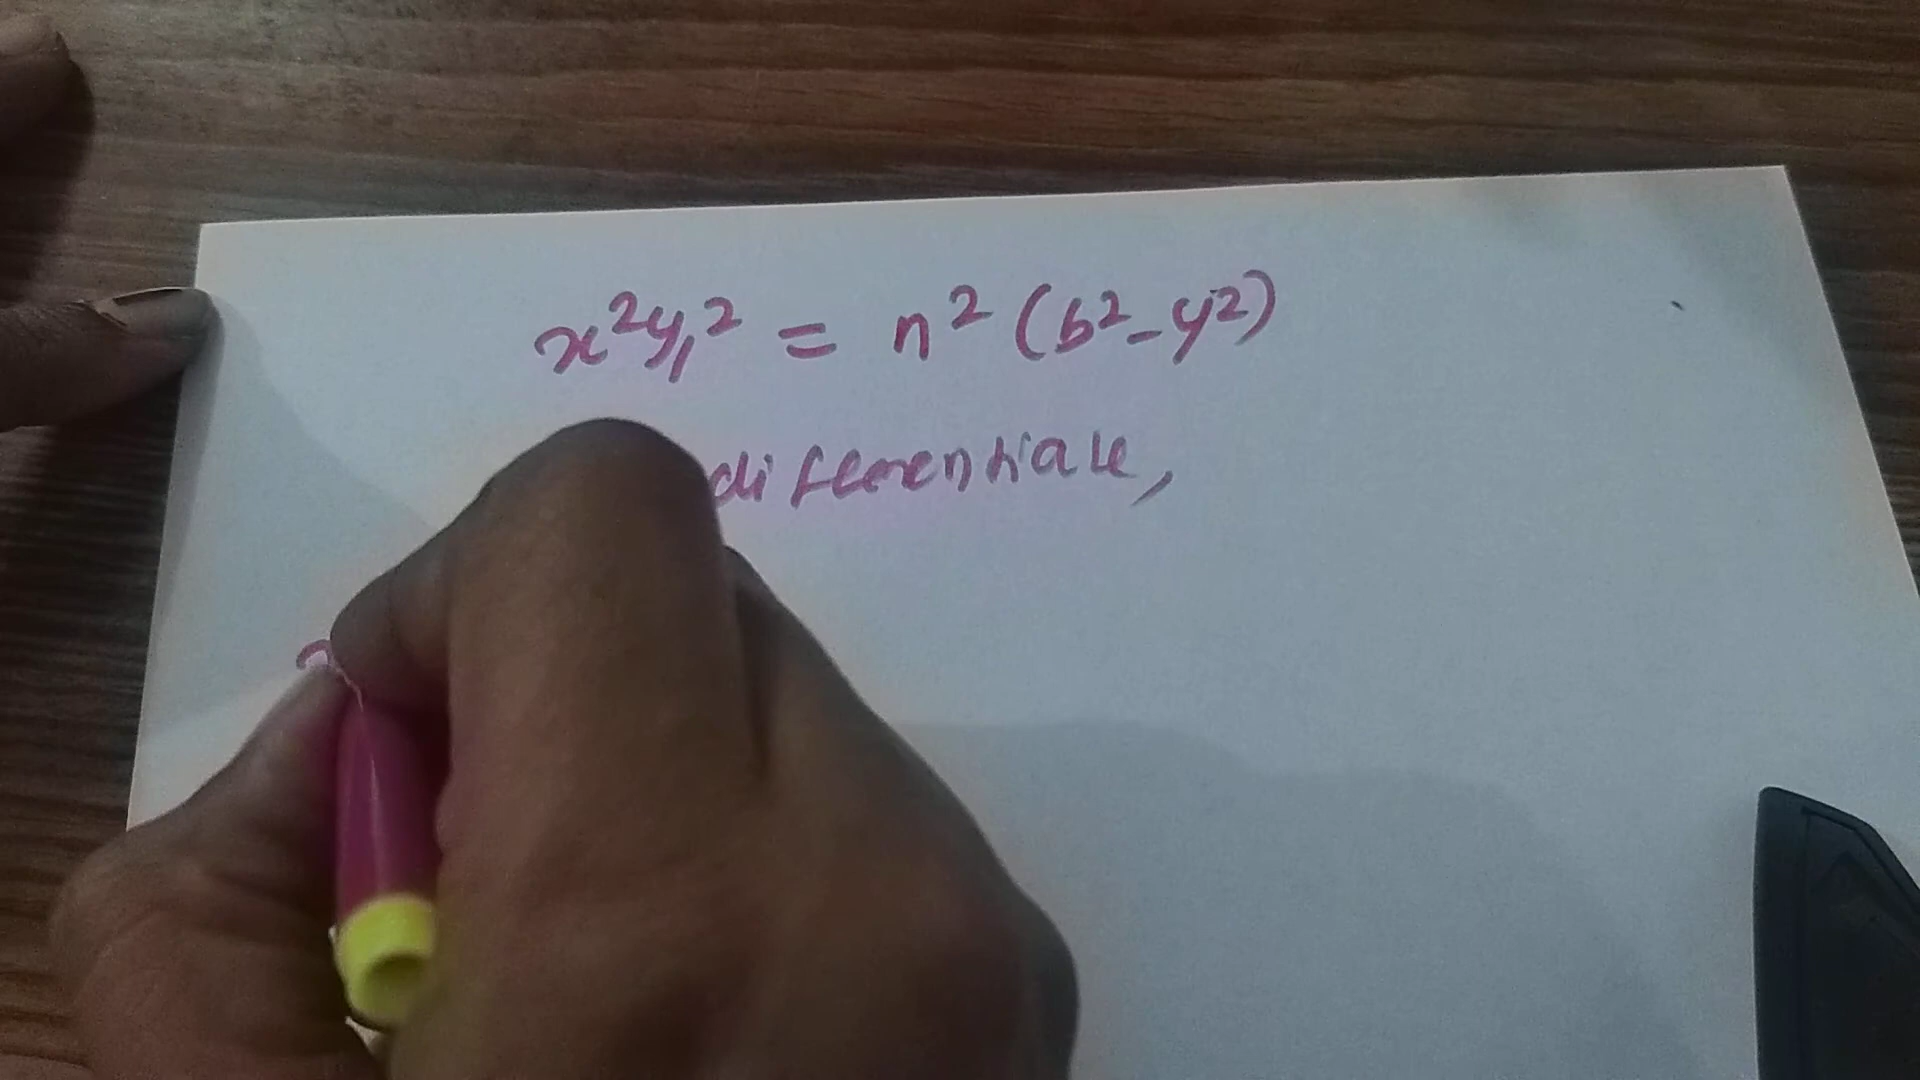 x²y₁² = n² (b² - y²)
differentiate,